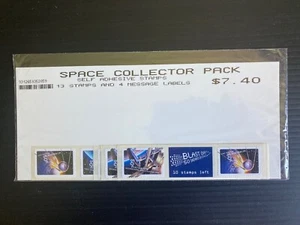 SPACE COLLECTOR PACK
SELF ADHESIVE STAMPS
13 STAMPS AND 4 MESSAGE LABELS
$7.40
BLAST
10 stamps left